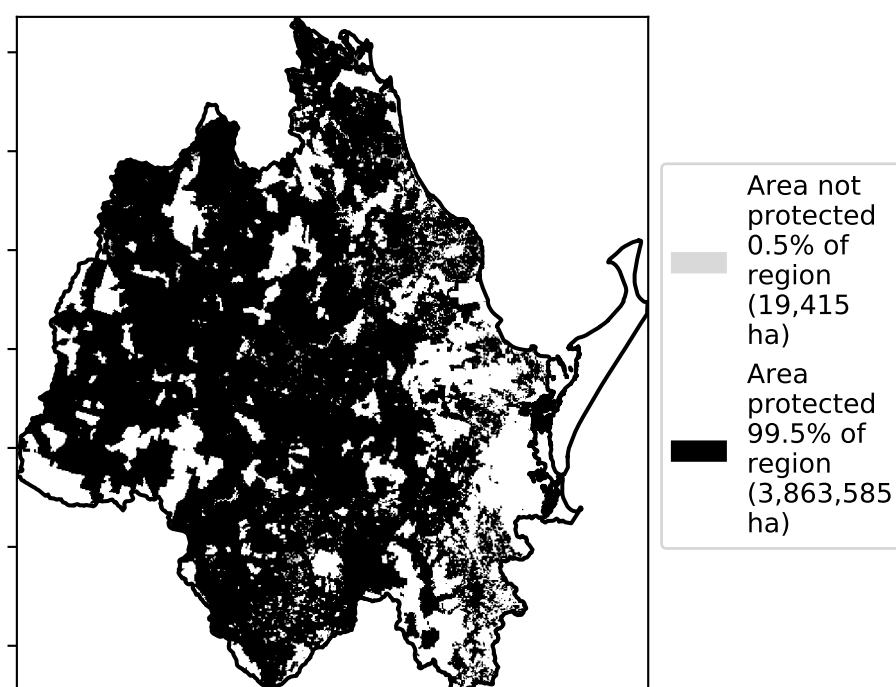 Area not
protected
0.5% of
region
(19,415
ha)
Area
protected
99.5% of
region
(3,863,585
ha)